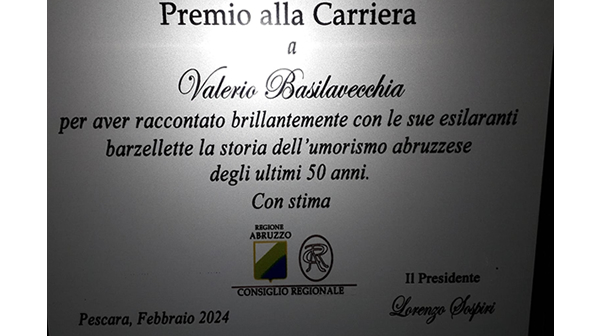 Premio alla Carriera
a
Valerio Basilavecchia
per aver raccontato brillantemente con le sue esilaranti
barzellette la storia dell'umorismo abruzzese
degli ultimi 50 anni.
Con stima
REGIONE
ABRUZZO
CONSIGLIO REGIONALE
Il Presidente
Pescara, Febbraio 2024
Lorenzo Sospiri